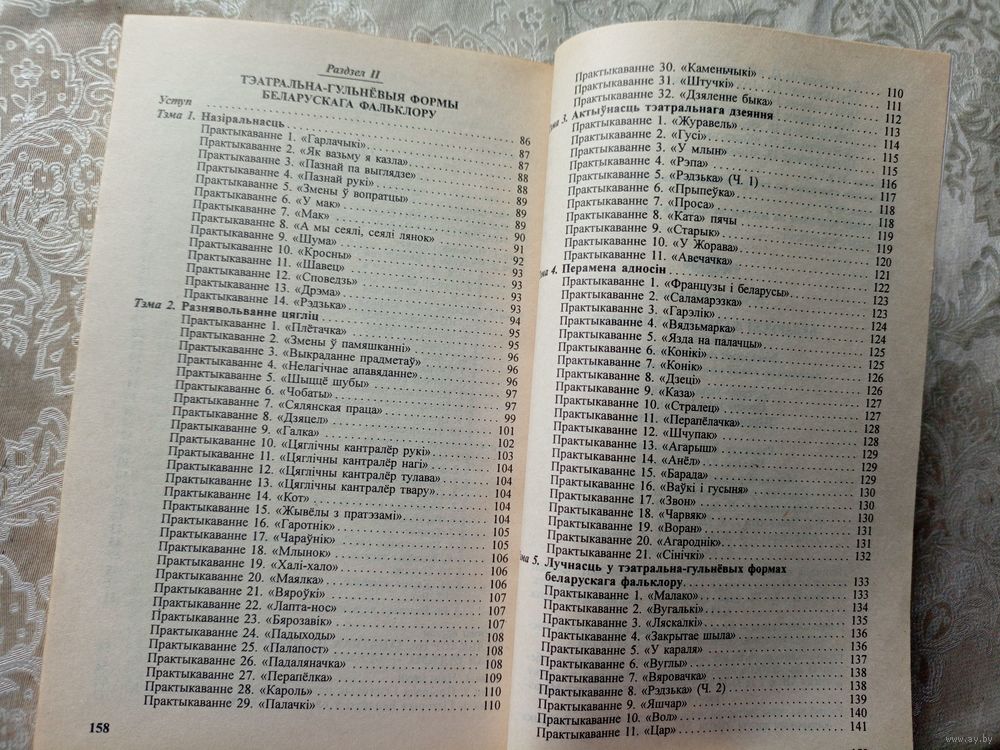 Раздзел II
ТЭАТРАЛЬНА-ГУЛЬНЁВЫЯ ФОРМЫ
БЕЛАРУСКАГА ФАЛЬКЛОРУ
Уступ 86
Тэма 1. Назіральнасць 87
Практыкаванне 1. «Гарлачыкі» 87
Практыкаванне 2. «Як вазьму я казла» 88
Практыкаванне 3. «Пазнай па выглядзе» 88
Практыкаванне 4. «Пазнай рукі» 89
Практыкаванне 5. «Змены ў вопратцы» 89
Практыкаванне 6. «У мак» 89
Практыкаванне 7. «Мак» 90
Практыкаванне 8. «А мы сеялі, сеялі лянок» 91
Практыкаванне 9. «Шума» 92
Практыкаванне 10. «Кросны» 93
Практыкаванне 11. «Шавец» 93
Практыкаванне 12. «Споведзь» 93
Практыкаванне 13. «Дрэма» 93
Практыкаванне 14. «Рэдзька» 94
Тэма 2. Разнявольванне цягліц 95
Практыкаванне 1. «Плётачка» 95
Практыкаванне 2. «Змены ў памяшканні» 96
Практыкаванне 3. «Выкраданне прадметаў» 96
Практыкаванне 4. «Нелагічнае апавяданне» 96
Практыкаванне 5. «Шыццё шубы» 97
Практыкаванне 6. «Чобаты» 97
Практыкаванне 7. «Сялянская праца» 99
Практыкаванне 8. «Дзяцел» 101
Практыкаванне 9. «Галка» 102
Практыкаванне 10. «Цяглічны кантралёр рукі» 103
Практыкаванне 11. «Цяглічны кантралёр нагі» 104
Практыкаванне 12. «Цяглічны кантралёр тулава» 104
Практыкаванне 13. «Цяглічны кантралёр твару» 104
Практыкаванне 14. «Кот» 104
Практыкаванне 15. «Жывёлы з пратэзамі» 104
Практыкаванне 16. «Гаротнік» 105
Практыкаванне 17. «Чараўнік» 105
Практыкаванне 18. «Млынок» 106
Практыкаванне 19. «Халі-хало» 106
Практыкаванне 20. «Маялка» 106
Практыкаванне 21. «Вяроўкі» 107
Практыкаванне 22. «Лапта-нос» 107
Практыкаванне 23. «Бярозавік» 107
Практыкаванне 24. «Падыходы» 108
Практыкаванне 25. «Палапост» 108
Практыкаванне 26. «Падаляначка» 108
Практыкаванне 27. «Перапёлка» 109
Практыкаванне 28. «Кароль» 110
Практыкаванне 29. «Палачкі» 110
158
Практыкаванне 30. «Каменьчыкі» 110
Практыкаванне 31. «Штучкі» 111
Практыкаванне 32. «Дзяленне быка» 112
ма 3. Актыўнасць тэатральнага дзеяння 113
Практыкаванне 1. «Журавель» 114
Практыкаванне 2. «Гусі» 115
Практыкаванне 3. «У млын» 115
Практыкаванне 4. «Рэпа» 116
Практыкаванне 5. «Рэдзька» (Ч. 1) 117
Практыкаванне 6. «Прыпеўка» 118
Практыкаванне 7. «Проса» 118
Практыкаванне 8. «Ката» пячы 119
Практыкаванне 9. «Старык» 119
Практыкаванне 10. «У Жорава» 120
Практыкаванне 11. «Авечачка» 121
ма 4. Перамена адносін 122
Практыкаванне 1. «Французы і беларусы» 123
Практыкаванне 2. «Саламарэзка» 123
Практыкаванне 3. «Гарэлік» 124
Практыкаванне 4. «Вядзьмарка» 124
Практыкаванне 5. «Язда на палачцы» 125
Практыкаванне 6. «Конікі» 125
Практыкаванне 7. «Конік» 126
Практыкаванне 8. «Дзеці» 126
Практыкаванне 9. «Каза» 127
Практыкаванне 10. «Стралец» 127
Практыкаванне 11. «Перапёлачка» 128
Практыкаванне 12. «Шчупак» 128
Практыкаванне 13. «Агарыш» 129
Практыкаванне 14. «Анёл» 129
Практыкаванне 15. «Барада» 129
Практыкаванне 16. «Ваўкі і гусыня» 130
Практыкаванне 17. «Звон» 130
Практыкаванне 18. «Чарвяк» 130
Практыкаванне 19. «Воран» 131
Практыкаванне 20. «Агароднік» 131
Практыкаванне 21. «Сінічкі» 132
ма 5. Лучнасць у тэатральна-гульнёвых формах
беларускага фальклору 133
Практыкаванне 1. «Малако» 133
Практыкаванне 2. «Вугалькі» 134
Практыкаванне 3. «Ляскалкі» 135
Практыкаванне 4. «Закрытае шыла» 136
Практыкаванне 5. «У караля» 136
Практыкаванне 6. «Вуглы» 137
Практыкаванне 7. «Вяровачка» 138
Практыкаванне 8. «Рэдзька» (Ч. 2) 138
Практыкаванне 9. «Яшчар» 139
Практыкаванне 10. «Вол» 140
Практыкаванне 11. «Цар» 141
www.ay.by